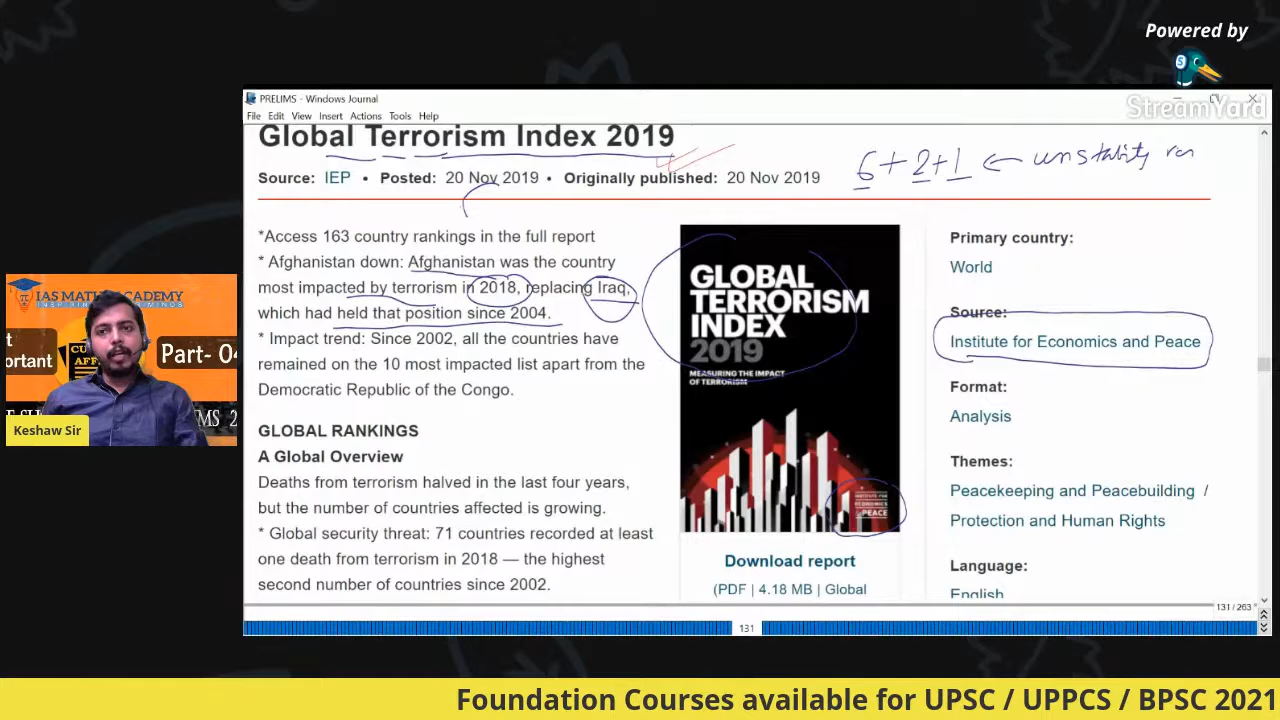 Powered by
StreamYard
PRELIMS - Windows Journal
File Edit View Insert Actions Tools Help
Global Terrorism Index 2019
6+2+1 ← unstability ran
Source: IEP • Posted: 20 Nov 2019 • Originally published: 20 Nov 2019
*Access 163 country rankings in the full report
* Afghanistan down: Afghanistan was the country
most impacted by terrorism in 2018, replacing Iraq,
which had held that position since 2004.
* Impact trend: Since 2002, all the countries have
remained on the 10 most impacted list apart from the
Democratic Republic of the Congo.
GLOBAL RANKINGS
A Global Overview
Deaths from terrorism halved in the last four years,
but the number of countries affected is growing.
* Global security threat: 71 countries recorded at least
one death from terrorism in 2018 — the highest
second number of countries since 2002.
GLOBAL
TERRORISM
INDEX
2019
MEASURING THE IMPACT
OF TERRORISM
INSTITUTE FOR
ECONOMICS
& PEACE
Download report
(PDF | 4.18 MB | Global
Primary country:
World
Source:
Institute for Economics and Peace
Format:
Analysis
Themes:
Peacekeeping and Peacebuilding /
Protection and Human Rights
Language:
English
131 / 263
131
IAS MATH ACADEMY
Part- 04
Keshaw Sir
Foundation Courses available for UPSC / UPPCS / BPSC 2021